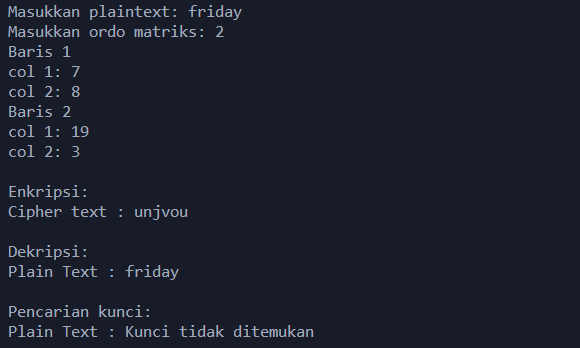 Masukkan plaintext: friday
Masukkan ordo matriks: 2
Baris 1
col 1: 7
col 2: 8
Baris 2
col 1: 19
col 2: 3
Enkripsi:
Cipher text : unjvou
Dekripsi:
Plain Text : friday
Pencarian kunci:
Plain Text : Kunci tidak ditemukan